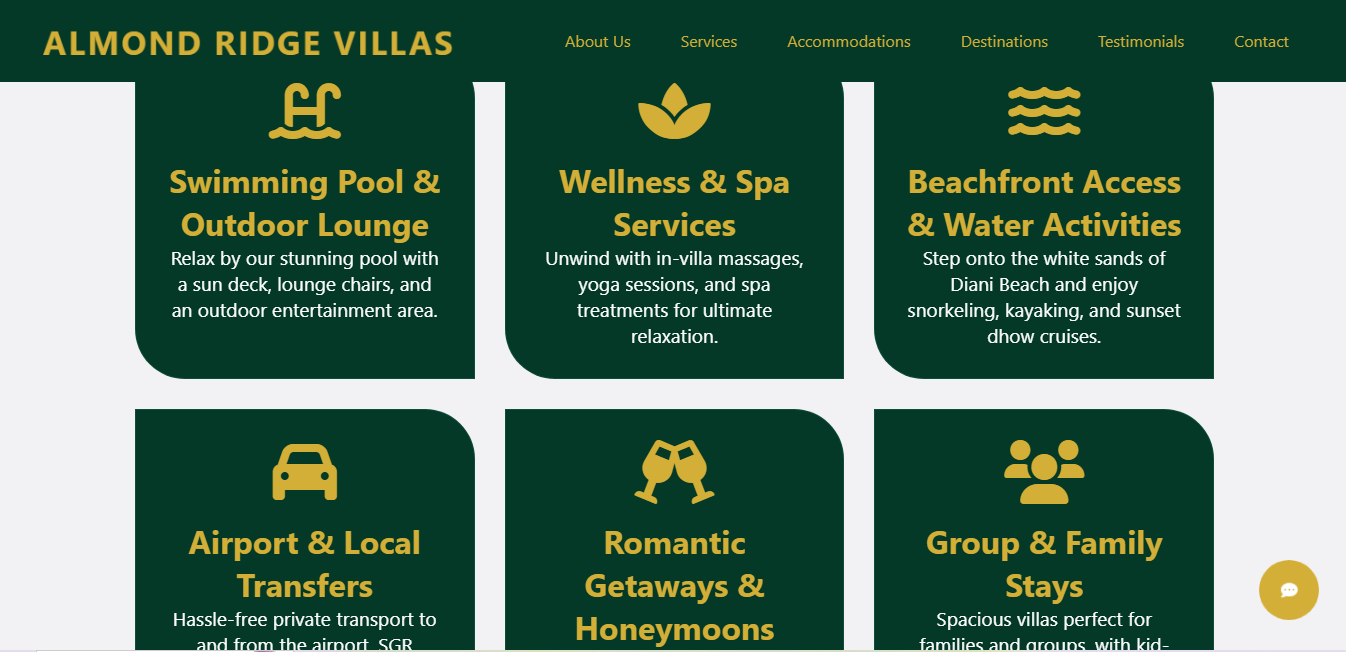 ALMOND RIDGE VILLAS
About Us Services Accommodations Destinations Testimonials Contact
Swimming Pool &
Outdoor Lounge
Relax by our stunning pool with
a sun deck, lounge chairs, and
an outdoor entertainment area.
Wellness & Spa
Services
Unwind with in-villa massages,
yoga sessions, and spa
treatments for ultimate
relaxation.
Beachfront Access
& Water Activities
Step onto the white sands of
Diani Beach and enjoy
snorkeling, kayaking, and sunset
dhow cruises.
Airport & Local
Transfers
Hassle-free private transport to
and from the airport, SGR
Romantic
Getaways &
Honeymoons
Group & Family
Stays
Spacious villas perfect for
families and groups, with kid-